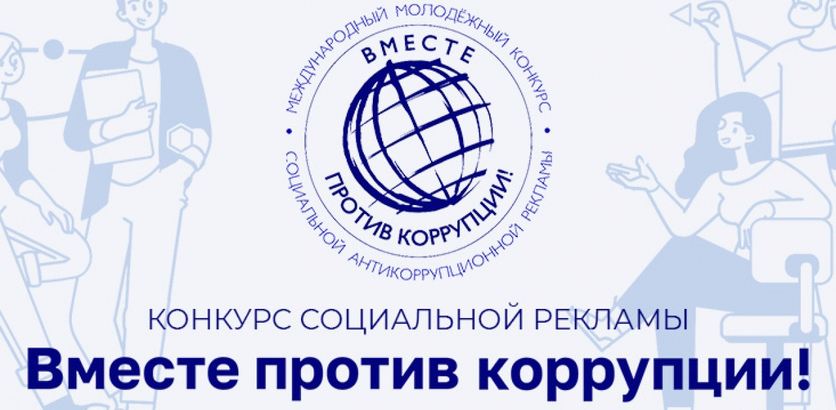 МЕЖДУНАРОДНЫЙ МОЛОДЁЖНЫЙ КОНКУРС
ВМЕСТЕ
ПРОТИВ КОРРУПЦИИ!
СОЦИАЛЬНОЙ АНТИКОРРУПЦИОННОЙ РЕКЛАМЫ
КОНКУРС СОЦИАЛЬНОЙ РЕКЛАМЫ
Вместе против коррупции!